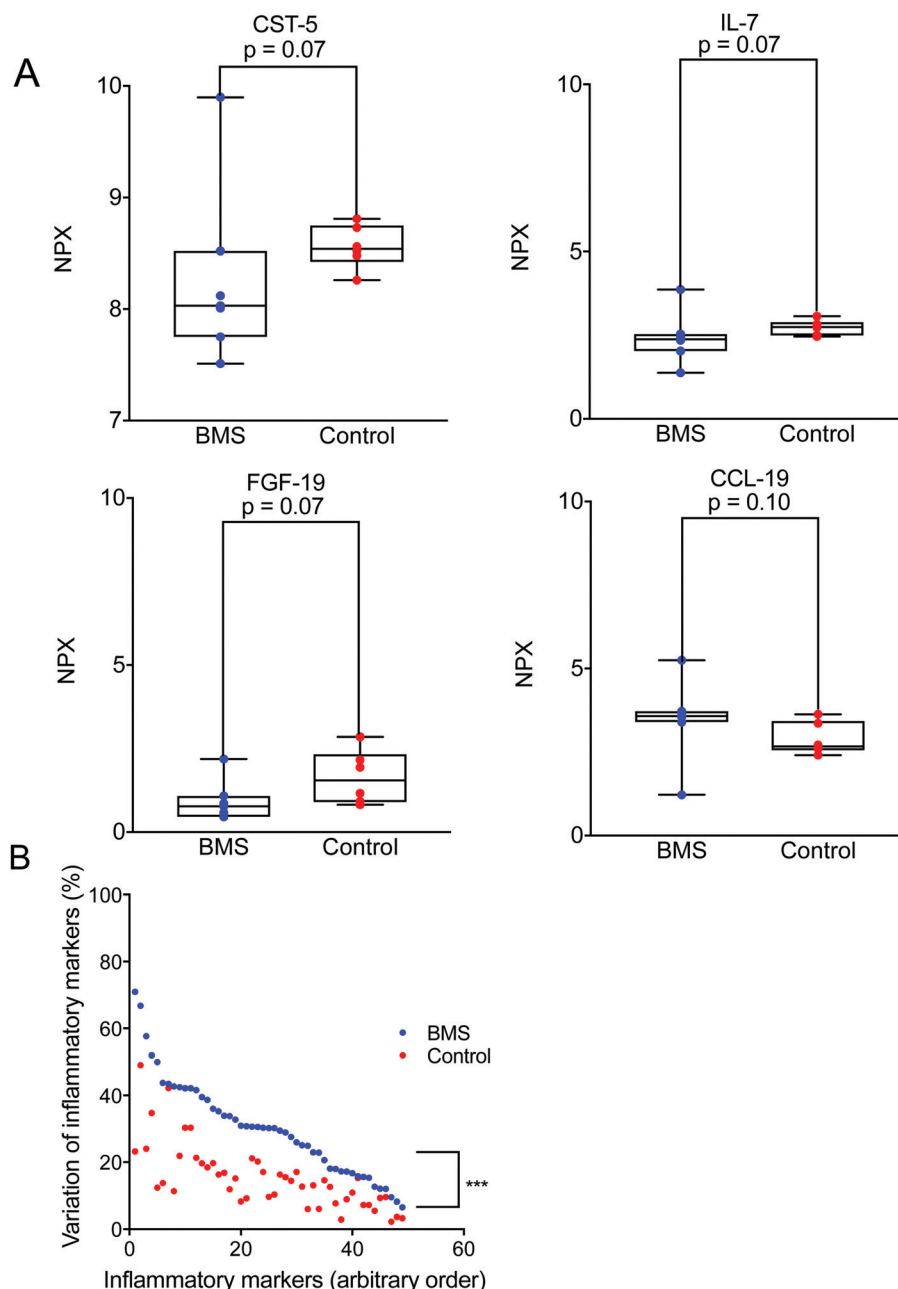 A
CST-5
p = 0.07
10
9
8
7
NPX
BMS Control
IL-7
p = 0.07
10
5
0
NPX
BMS Control
FGF-19
p = 0.07
10
5
0
NPX
BMS Control
CCL-19
p = 0.10
10
5
0
NPX
BMS Control
B
Variation of inflammatory markers (%)
100
80
60
40
20
0
BMS
Control
***
0 20 40 60
Inflammatory markers (arbitrary order)